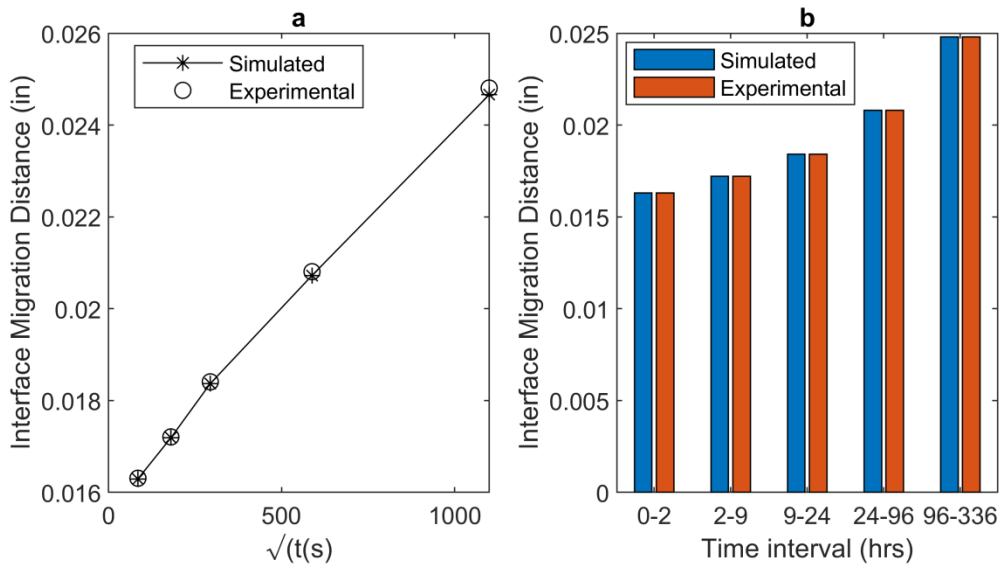 a
0.026
0.024
0.022
0.02
0.018
0.016
Interface Migration Distance (in)
Simulated
Experimental
0
500
1000
√(t(s)
b
0.025
0.02
0.015
0.01
0.005
0
Interface Migration Distance (in)
Simulated
Experimental
0-2
2-9
9-24
24-96
96-336
Time interval (hrs)